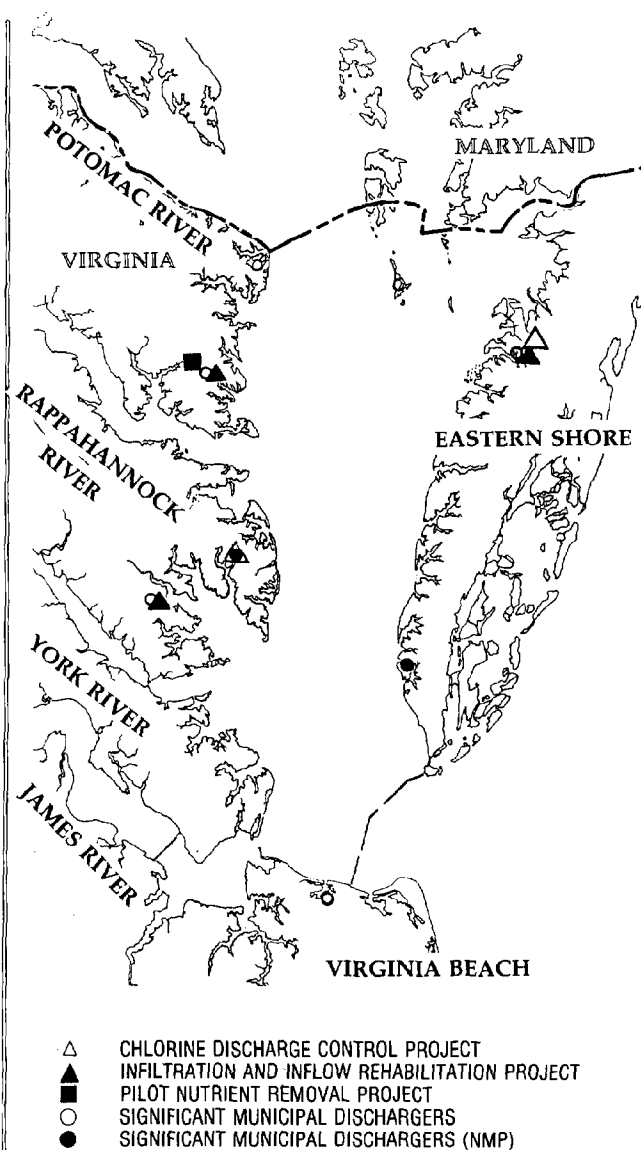 MARYLAND
POTOMAC RIVER
VIRGINIA
RAPPAHANNOCK
RIVER
EASTERN SHORE
YORK RIVER
JAMES RIVER
VIRGINIA BEACH
CHLORINE DISCHARGE CONTROL PROJECT
INFILTRATION AND INFLOW REHABILITATION PROJECT
PILOT NUTRIENT REMOVAL PROJECT
SIGNIFICANT MUNICIPAL DISCHARGERS
SIGNIFICANT MUNICIPAL DISCHARGERS (NMP)